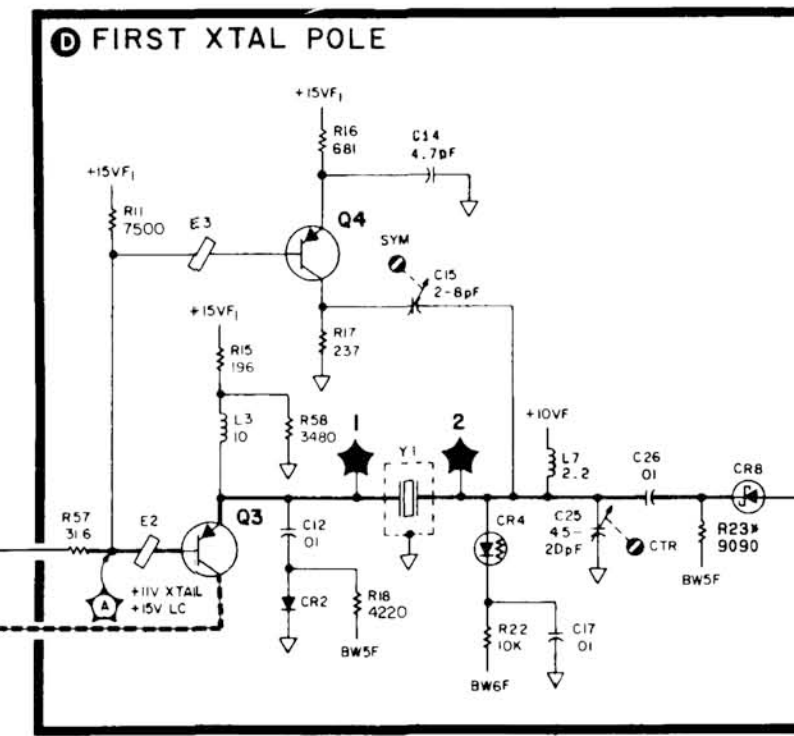 D FIRST XTAL POLE
+15VF1
R16
681
C14
4.7pF
+15VF1
R11
7500
E3
Q4
SYM
C15
2-8pF
+15VF1
R15
196
R17
237
L3
10
R58
3480
1
2
+10VF
Y1
L7
2.2
C26
.01
CR8
R57
31.6
E2
Q3
C12
.01
CR4
C25
4.5-
20pF
CTR
R23*
9090
BW5F
A
+11V XTAL
+15V LC
CR2
R18
4220
BW5F
R22
10K
C17
.01
BW6F